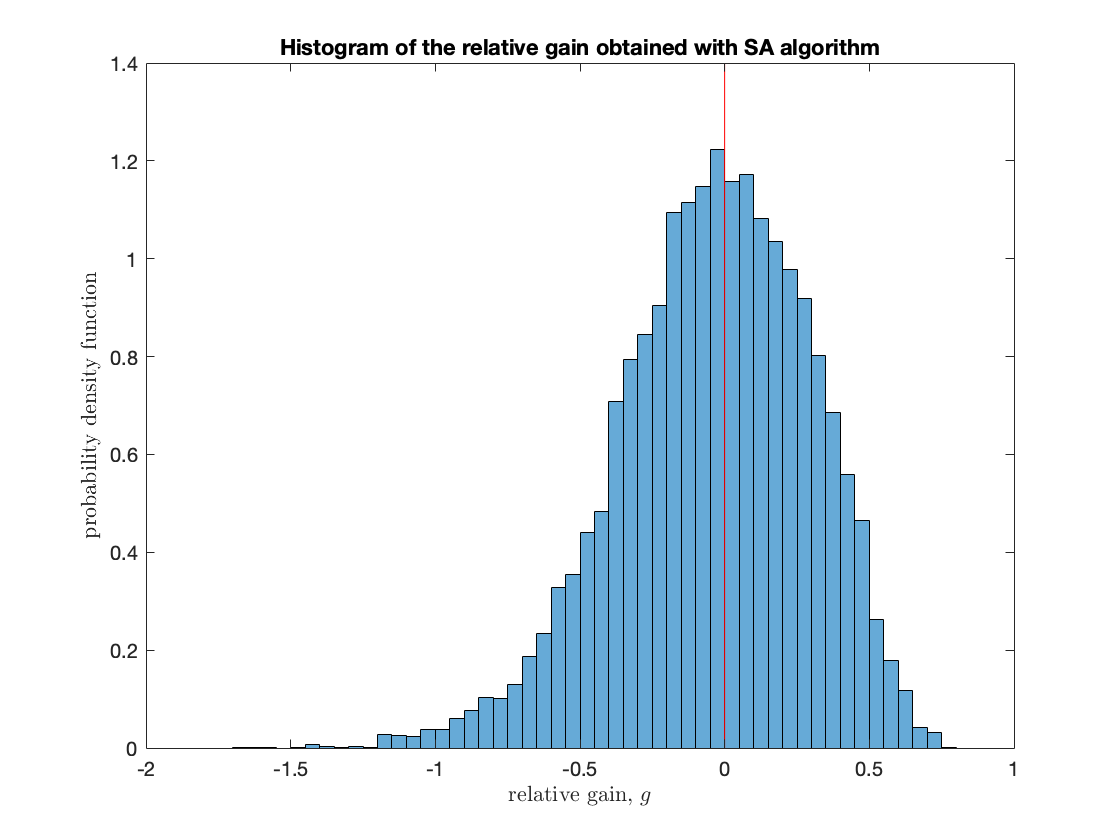 Histogram of the relative gain obtained with SA algorithm
1.4
1.2
1
0.8
0.6
0.4
0.2
0
probability density function
-2 -1.5 -1 -0.5 0 0.5 1
relative gain, g